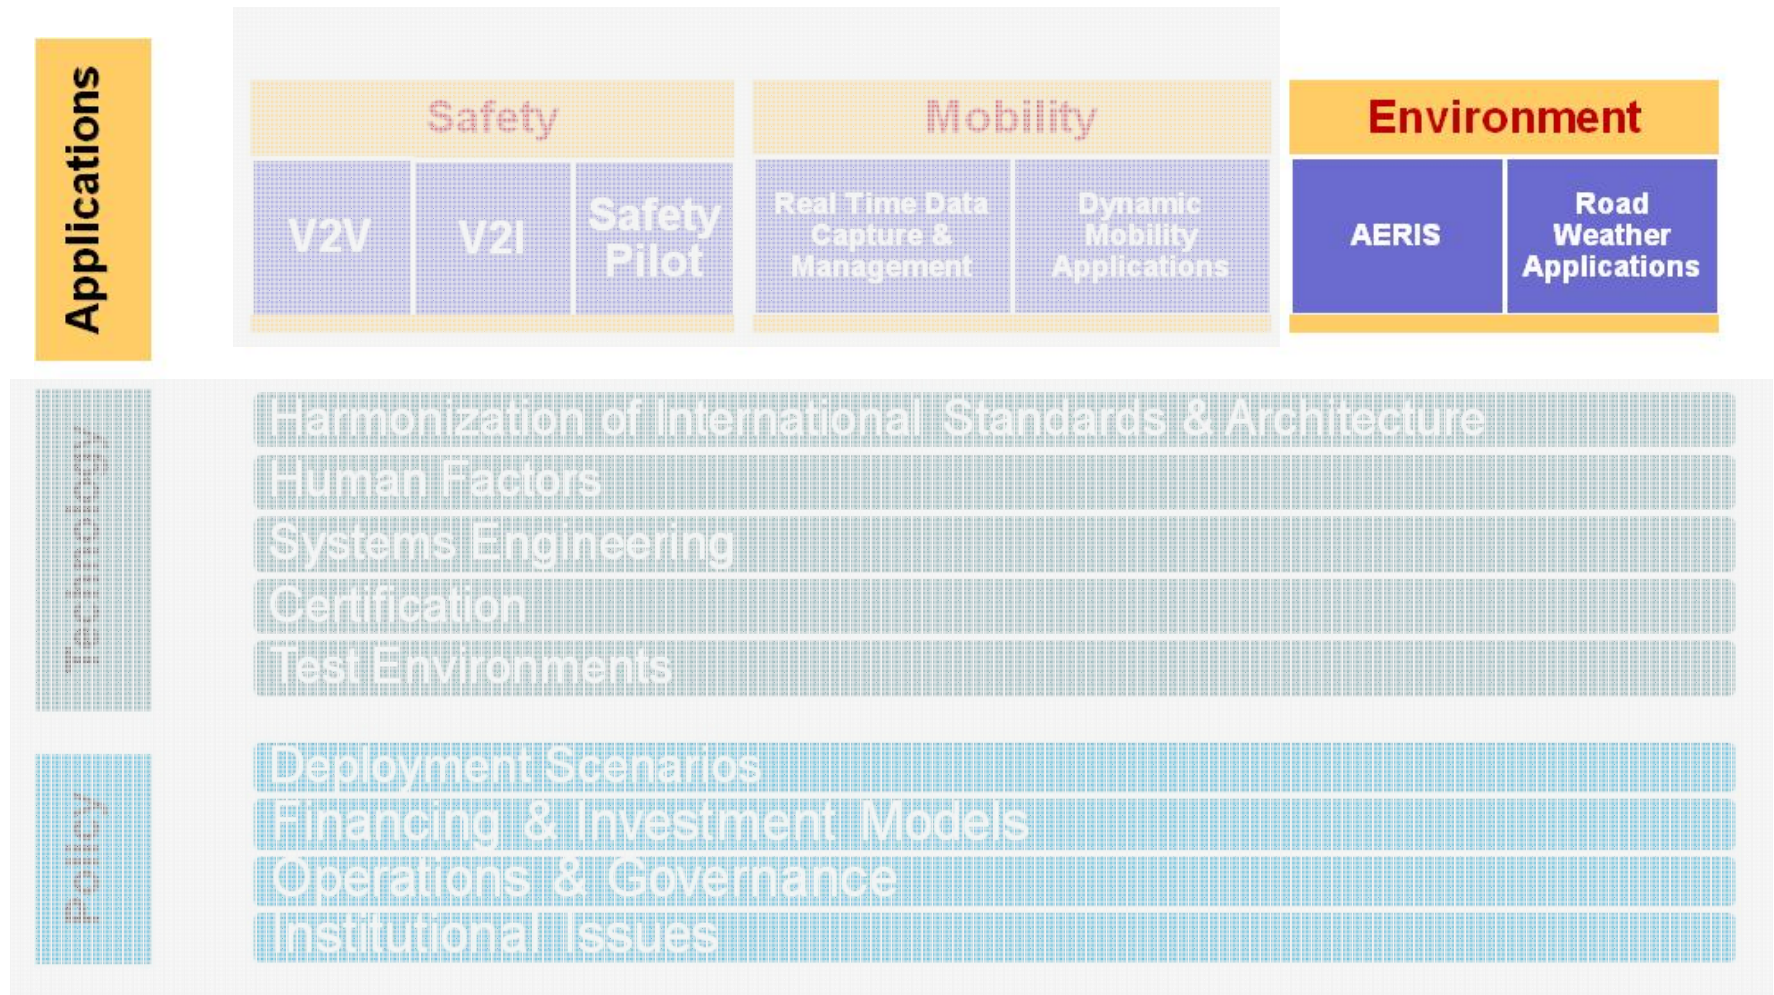 Applications
Safety
Mobility
Environment
V2V
V2I
Safety
Pilot
Real Time Data
Capture &
Management
Dynamic
Mobility
Applications
AERIS
Road
Weather
Applications
Technology
Harmonization of International Standards & Architecture
Human Factors
Systems Engineering
Certification
Test Environments
Policy
Deployment Scenarios
Financing & Investment Models
Operations & Governance
Institutional Issues